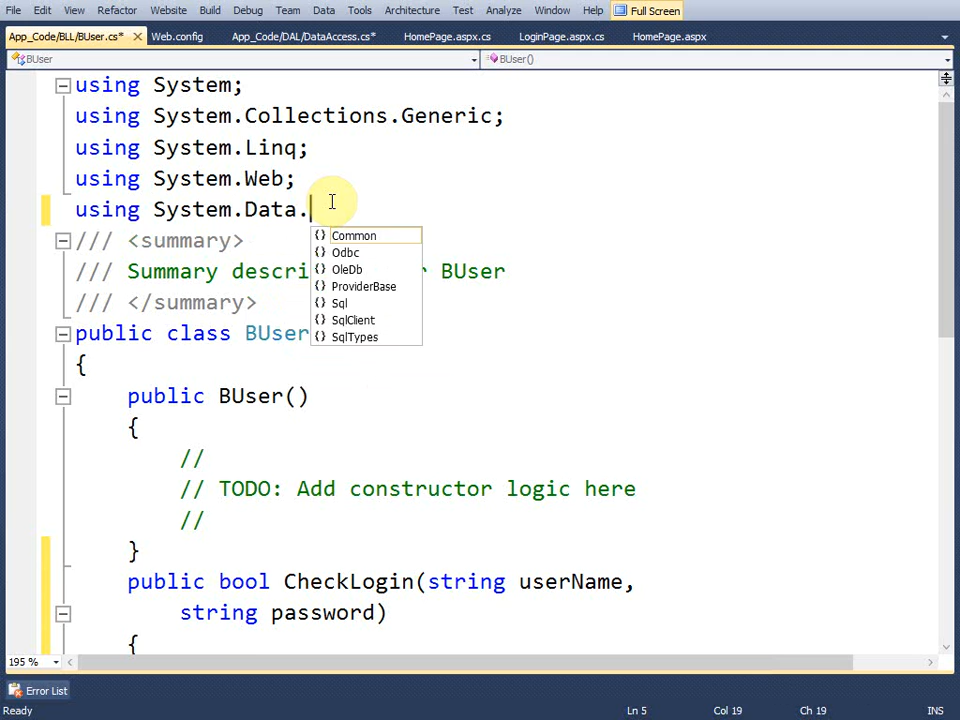 File Edit View Refactor Website Build Debug Team Data Tools Architecture Test Analyze Window Help Full Screen
App_Code/BLL/BUser.cs* Web.config App_Code/DAL/DataAccess.cs* HomePage.aspx.cs LoginPage.aspx.cs HomePage.aspx
BUser BUser()
using System;
using System.Collections.Generic;
using System.Linq;
using System.Web;
using System.Data.
Common
Odbc
OleDb
ProviderBase
Sql
SqlClient
SqlTypes
/// <summary>
/// Summary descri r BUser
/// </summary>
public class BUser
{
public BUser()
{
//
// TODO: Add constructor logic here
//
}
public bool CheckLogin(string userName,
string password)
{
195 %
Error List
Ready Ln 5 Col 19 Ch 19 INS